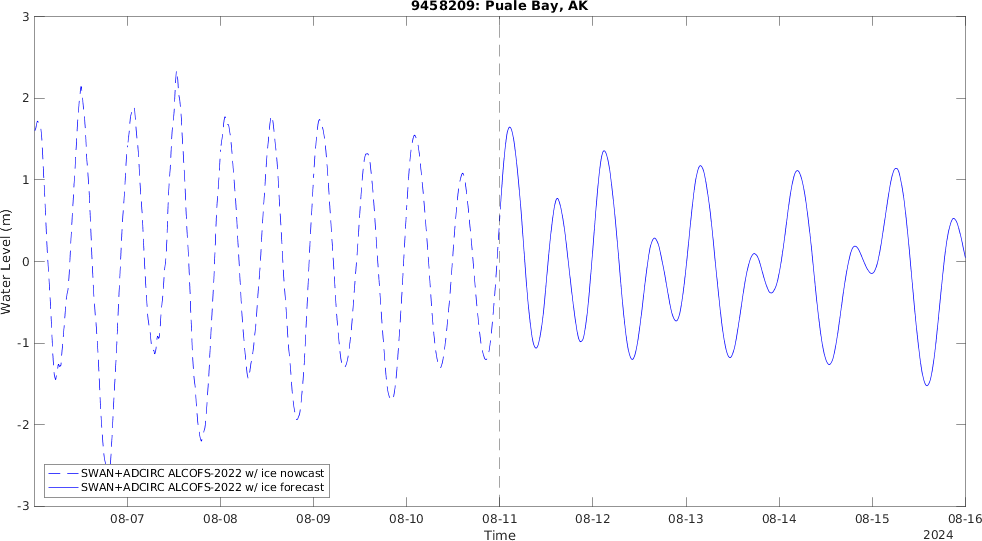 9458209: Puale Bay, AK
3
2
1
0
-1
-2
-3
Water Level (m)
SWAN+ADCIRC ALCOFS-2022 w/ ice nowcast
SWAN+ADCIRC ALCOFS-2022 w/ ice forecast
08-07 08-08 08-09 08-10 08-11 08-12 08-13 08-14 08-15 08-16
Time
2024